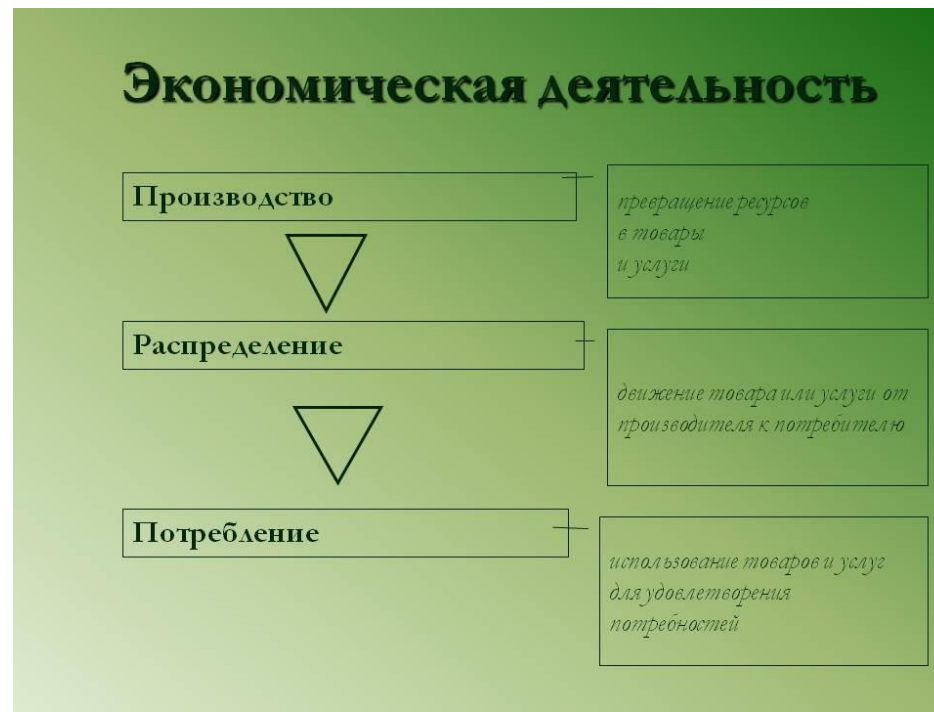 Экономическая деятельность
Производство
превращение ресурсов
в товары
и услуги
Распределение
движение товара или услуги от
производителя к потребителю
Потребление
использование товаров и услуг
для удовлетворения
потребностей